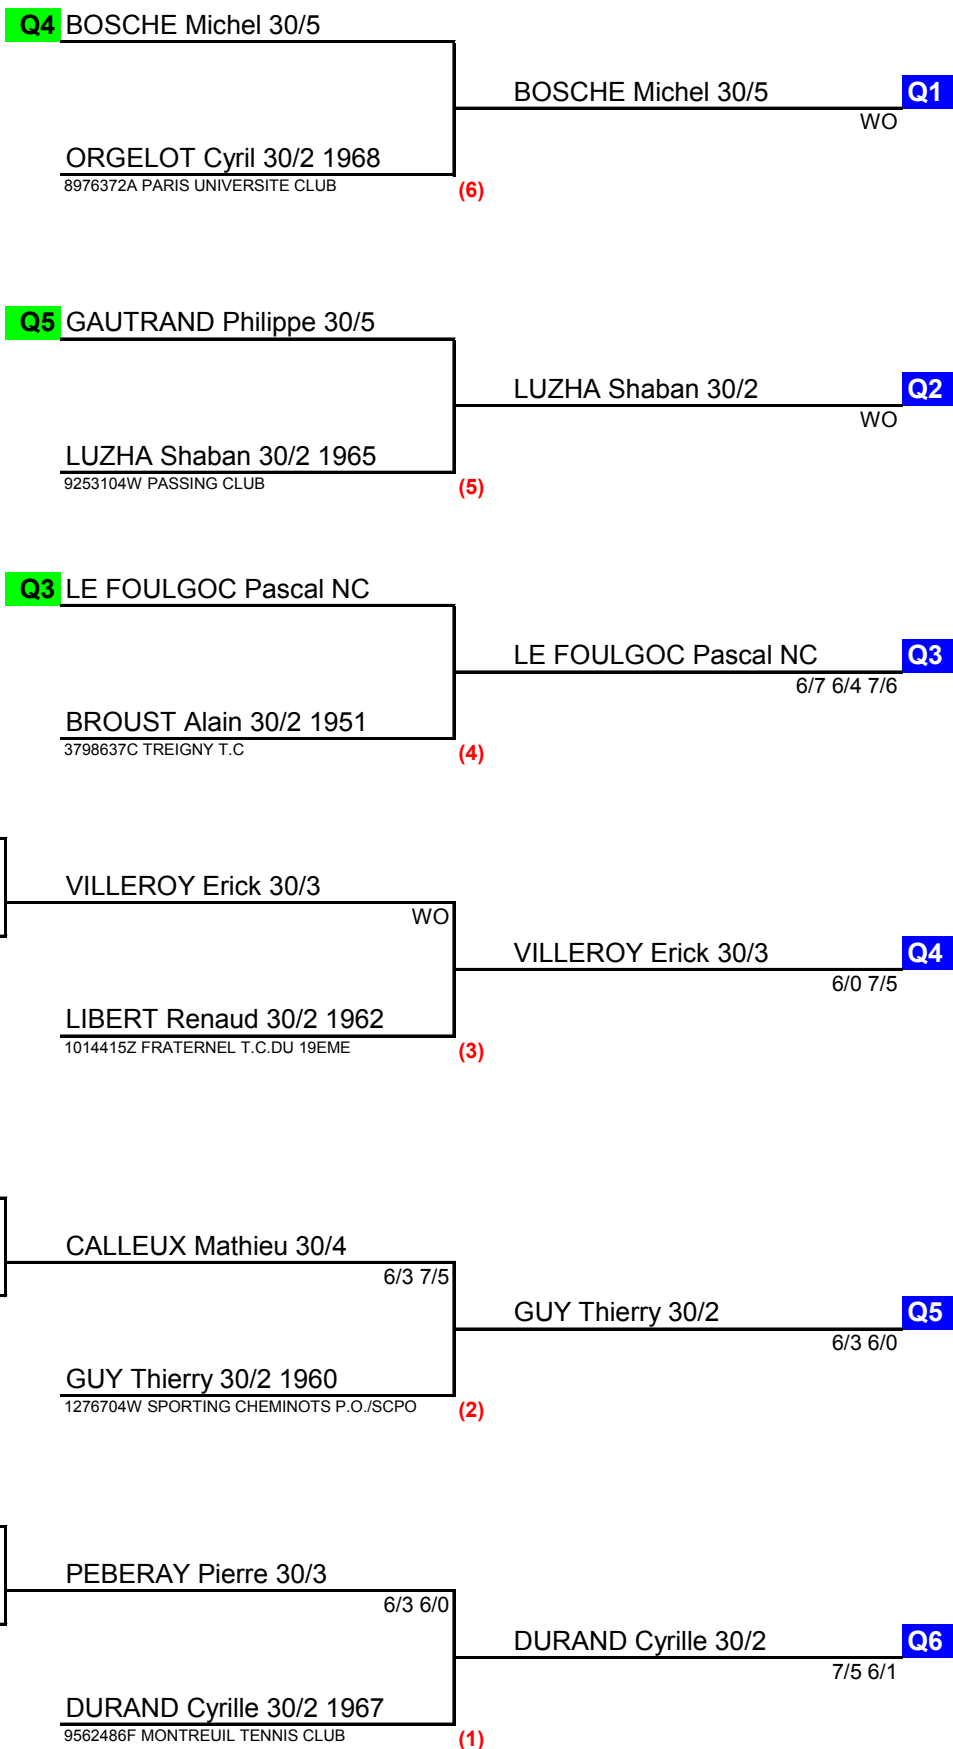 Q4 BOSCHE Michel 30/5
BOSCHE Michel 30/5 Q1
WO
ORGELOT Cyril 30/2 1968
8976372A PARIS UNIVERSITE CLUB
(6)
Q5 GAUTRAND Philippe 30/5
LUZHA Shaban 30/2 Q2
WO
LUZHA Shaban 30/2 1965
9253104W PASSING CLUB
(5)
Q3 LE FOULGOC Pascal NC
LE FOULGOC Pascal NC Q3
6/7 6/4 7/6
BROUST Alain 30/2 1951
3798637C TREIGNY T.C
(4)
VILLEROY Erick 30/3
WO
VILLEROY Erick 30/3 Q4
6/0 7/5
LIBERT Renaud 30/2 1962
1014415Z FRATERNEL T.C.DU 19EME
(3)
CALLEUX Mathieu 30/4
6/3 7/5
GUY Thierry 30/2 Q5
6/3 6/0
GUY Thierry 30/2 1960
1276704W SPORTING CHEMINOTS P.O./SCPO
(2)
PEBERAY Pierre 30/3
6/3 6/0
DURAND Cyrille 30/2 Q6
7/5 6/1
DURAND Cyrille 30/2 1967
9562486F MONTREUIL TENNIS CLUB
(1)